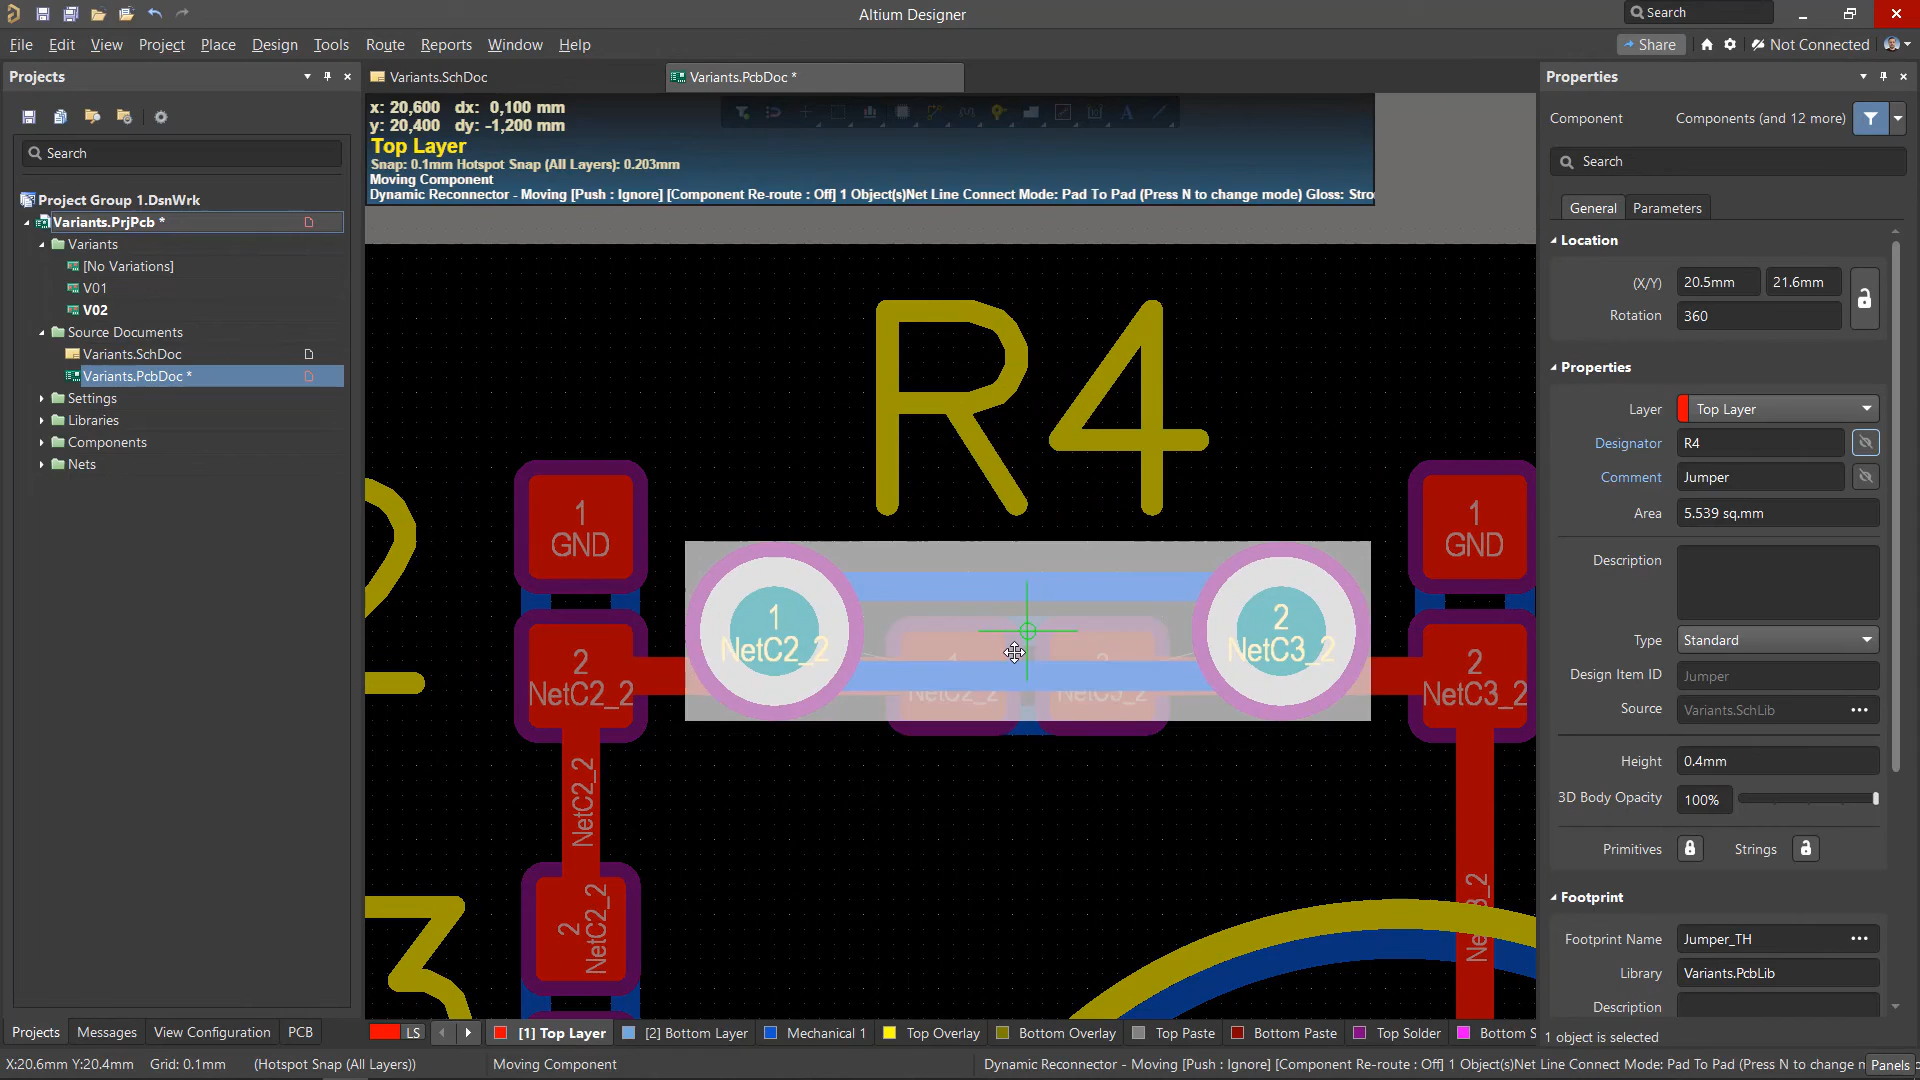 Altium Designer
Search
File Edit View Project Place Design Tools Route Reports Window Help
Share
Not Connected
Projects
Variants.SchDoc
Variants.PcbDoc *
Properties
x: 20,600 dx: 0,100 mm
y: 20,400 dy: -1,200 mm
Top Layer
Snap: 0.1mm Hotspot Snap (All Layers): 0.203mm
Moving Component
Dynamic Reconnector - Moving [Push : Ignore] [Component Re-route : Off] 1 Object(s)Net Line Connect Mode: Pad To Pad (Press N to change mode) Gloss: Stro
Search
Project Group 1.DsnWrk
Variants.PrjPcb *
Variants
[No Variations]
V01
V02
Source Documents
Variants.SchDoc
Variants.PcbDoc *
Settings
Libraries
Components
Nets
R4
1
GND
1
GND
2
NetC2_2
1
NetC2_2
2
NetC3_2
2
NetC3_2
NetC2_2
NetC3_2
NetC2_2
2
NetC2_2
3
Component
Components (and 12 more)
Search
General
Parameters
Location
(X/Y) 20.5mm 21.6mm
Rotation 360
Properties
Layer Top Layer
Designator R4
Comment Jumper
Area 5.539 sq.mm
Description
Type Standard
Design Item ID Jumper
Source Variants.SchLib
Height 0.4mm
3D Body Opacity 100%
Primitives
Strings
Footprint
Footprint Name Jumper_TH
Library Variants.PcbLib
Description
1 object is selected
Projects Messages View Configuration PCB
LS
[1] Top Layer
[2] Bottom Layer
Mechanical 1
Top Overlay
Bottom Overlay
Top Paste
Bottom Paste
Top Solder
Bottom S
X:20.6mm Y:20.4mm Grid: 0.1mm (Hotspot Snap (All Layers)) Moving Component
Dynamic Reconnector - Moving [Push : Ignore] [Component Re-route : Off] 1 Object(s)Net Line Connect Mode: Pad To Pad (Press N to change m
Panels